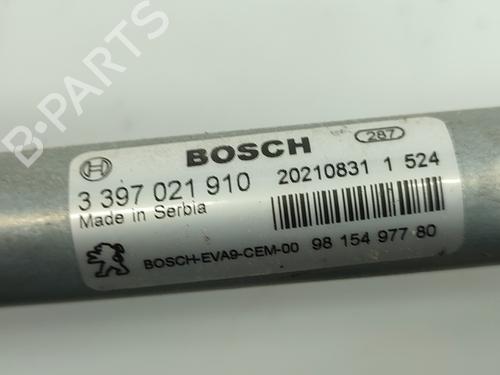 B-PARTS
BOSCH
287
3 397 021 910
Made in Serbia
20210831 1 524
BOSCH-EVA9-CEM-00
98 154 977 80